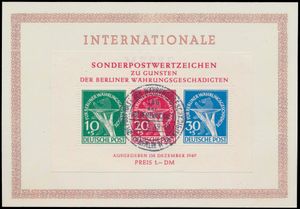 INTERNATIONALE
SONDERPOSTWERTZEICHEN
ZU GUNSTEN
DER BERLINER WÄHRUNGSGESCHÄDIGTEN
10 20 30
DEUTSCHE POST DEUTSCHE POST DEUTSCHE POST
AUSGEGEBEN IM DEZEMBER 1949
PREIS 1.– DM